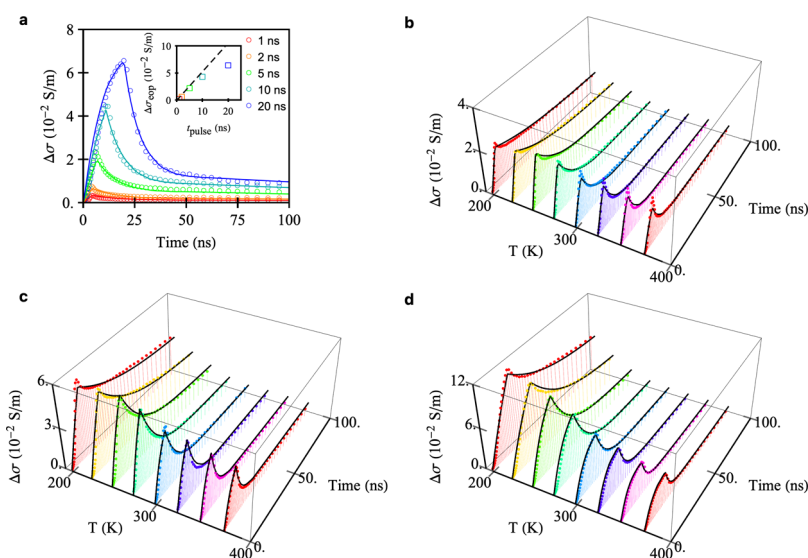 a
Δσ (10⁻² S/m)
8
6
4
2
0.
0
25
50
75
100
Time (ns)
Δσeop (10⁻² S/m)
10
5
0
0
10
20
tpulse (ns)
1 ns
2 ns
5 ns
10 ns
20 ns
b
Δσ (10⁻² S/m)
4.
2.
0.
200
300
400
T (K)
0.
50.
100.
Time (ns)
c
Δσ (10⁻² S/m)
6.
3.
0.
200
300
400
T (K)
0.
50.
100.
Time (ns)
d
Δσ (10⁻² S/m)
12.
6.
0.
200
300
400
T (K)
0.
50.
100.
Time (ns)